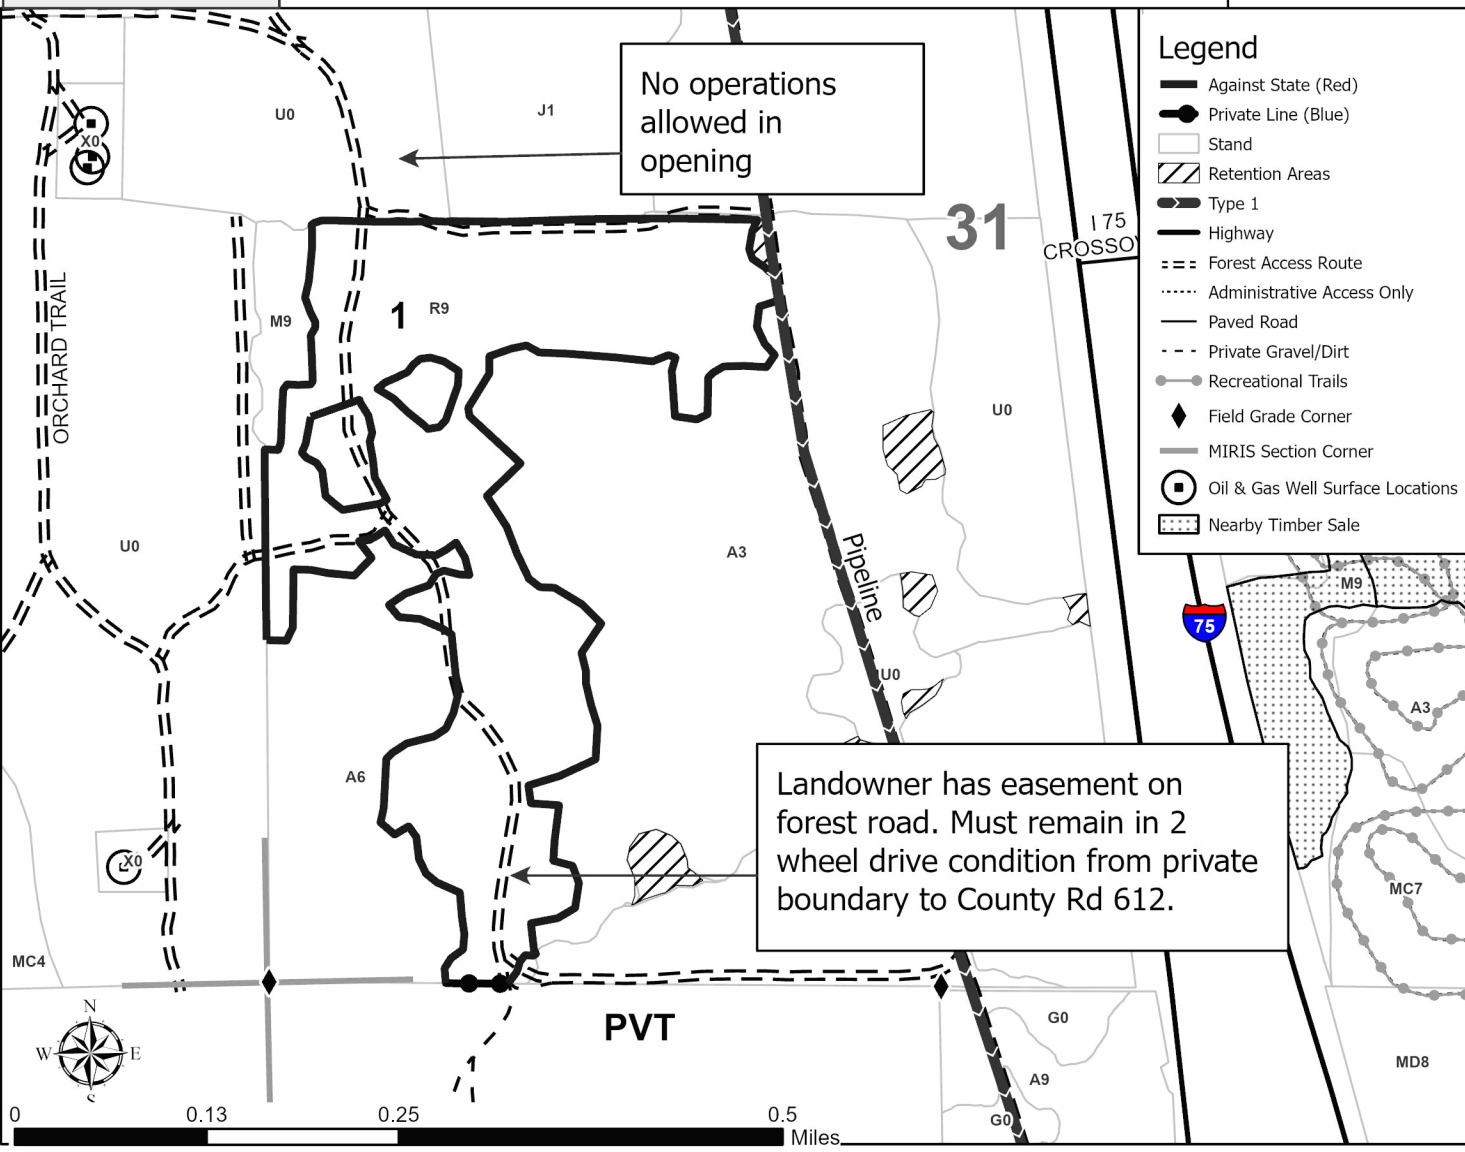 No operations
allowed in
opening
Legend
Against State (Red)
Private Line (Blue)
Stand
Retention Areas
Type 1
Highway
Forest Access Route
Administrative Access Only
Paved Road
Private Gravel/Dirt
Recreational Trails
Field Grade Corner
MIRIS Section Corner
Oil & Gas Well Surface Locations
Nearby Timber Sale
U0
J1
X0
31
I 75
CROSSO
ORCHARD TRAIL
M9
1
R9
U0
U0
A3
Pipeline
M9
75
U0
A3
A6
Landowner has easement on
forest road. Must remain in 2
wheel drive condition from private
boundary to County Rd 612.
X0
MC7
MC4
N
W
E
S
PVT
G0
MD8
A9
G0
0
0.13
0.25
0.5
Miles